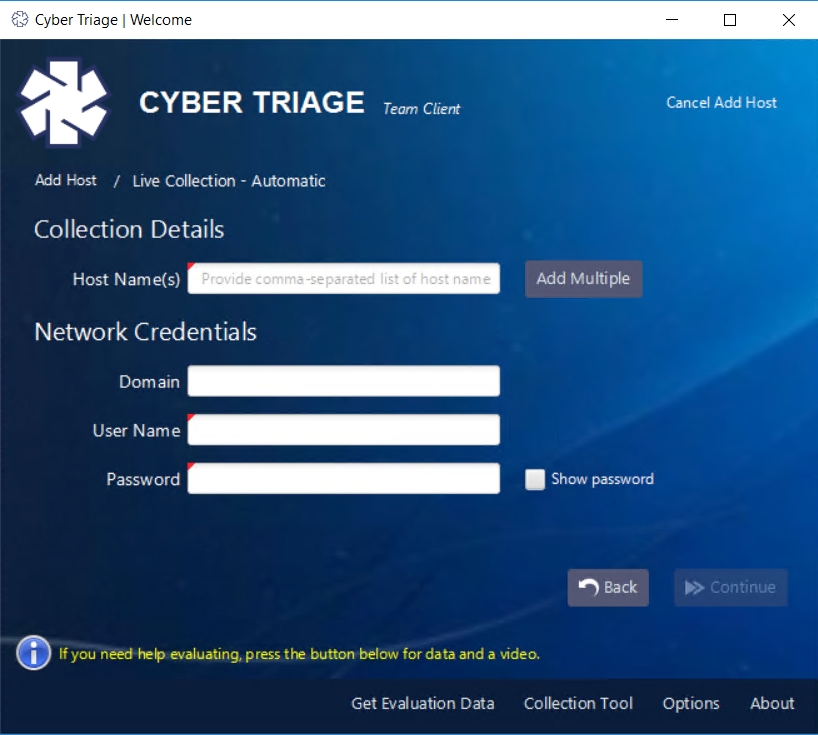 Cyber Triage | Welcome
CYBER TRIAGE Team Client
Cancel Add Host
Add Host / Live Collection - Automatic
Collection Details
Host Name(s) Provide comma-separated list of host name Add Multiple
Network Credentials
Domain
User Name
Password Show password
Back Continue
If you need help evaluating, press the button below for data and a video.
Get Evaluation Data Collection Tool Options About